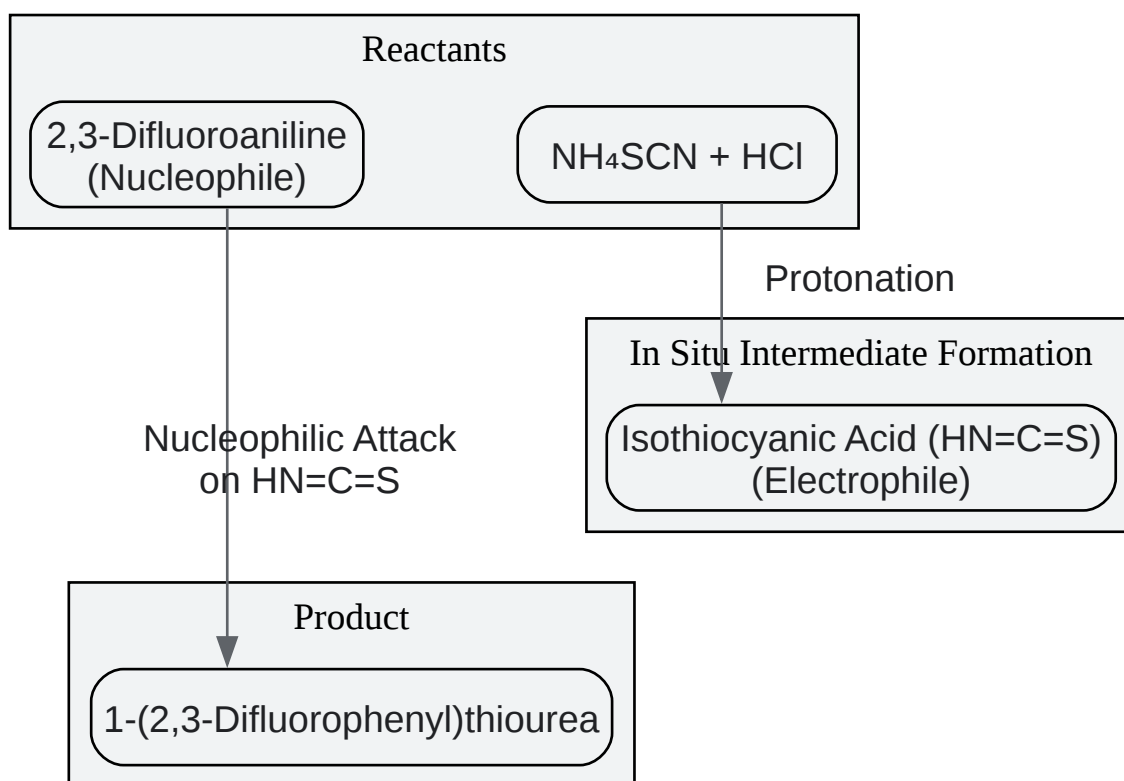 Reactants
2,3-Difluoroaniline
(Nucleophile)
NH₄SCN + HCl
Protonation
In Situ Intermediate Formation
Isothiocyanic Acid (HN=C=S)
(Electrophile)
Nucleophilic Attack
on HN=C=S
Product
1-(2,3-Difluorophenyl)thiourea